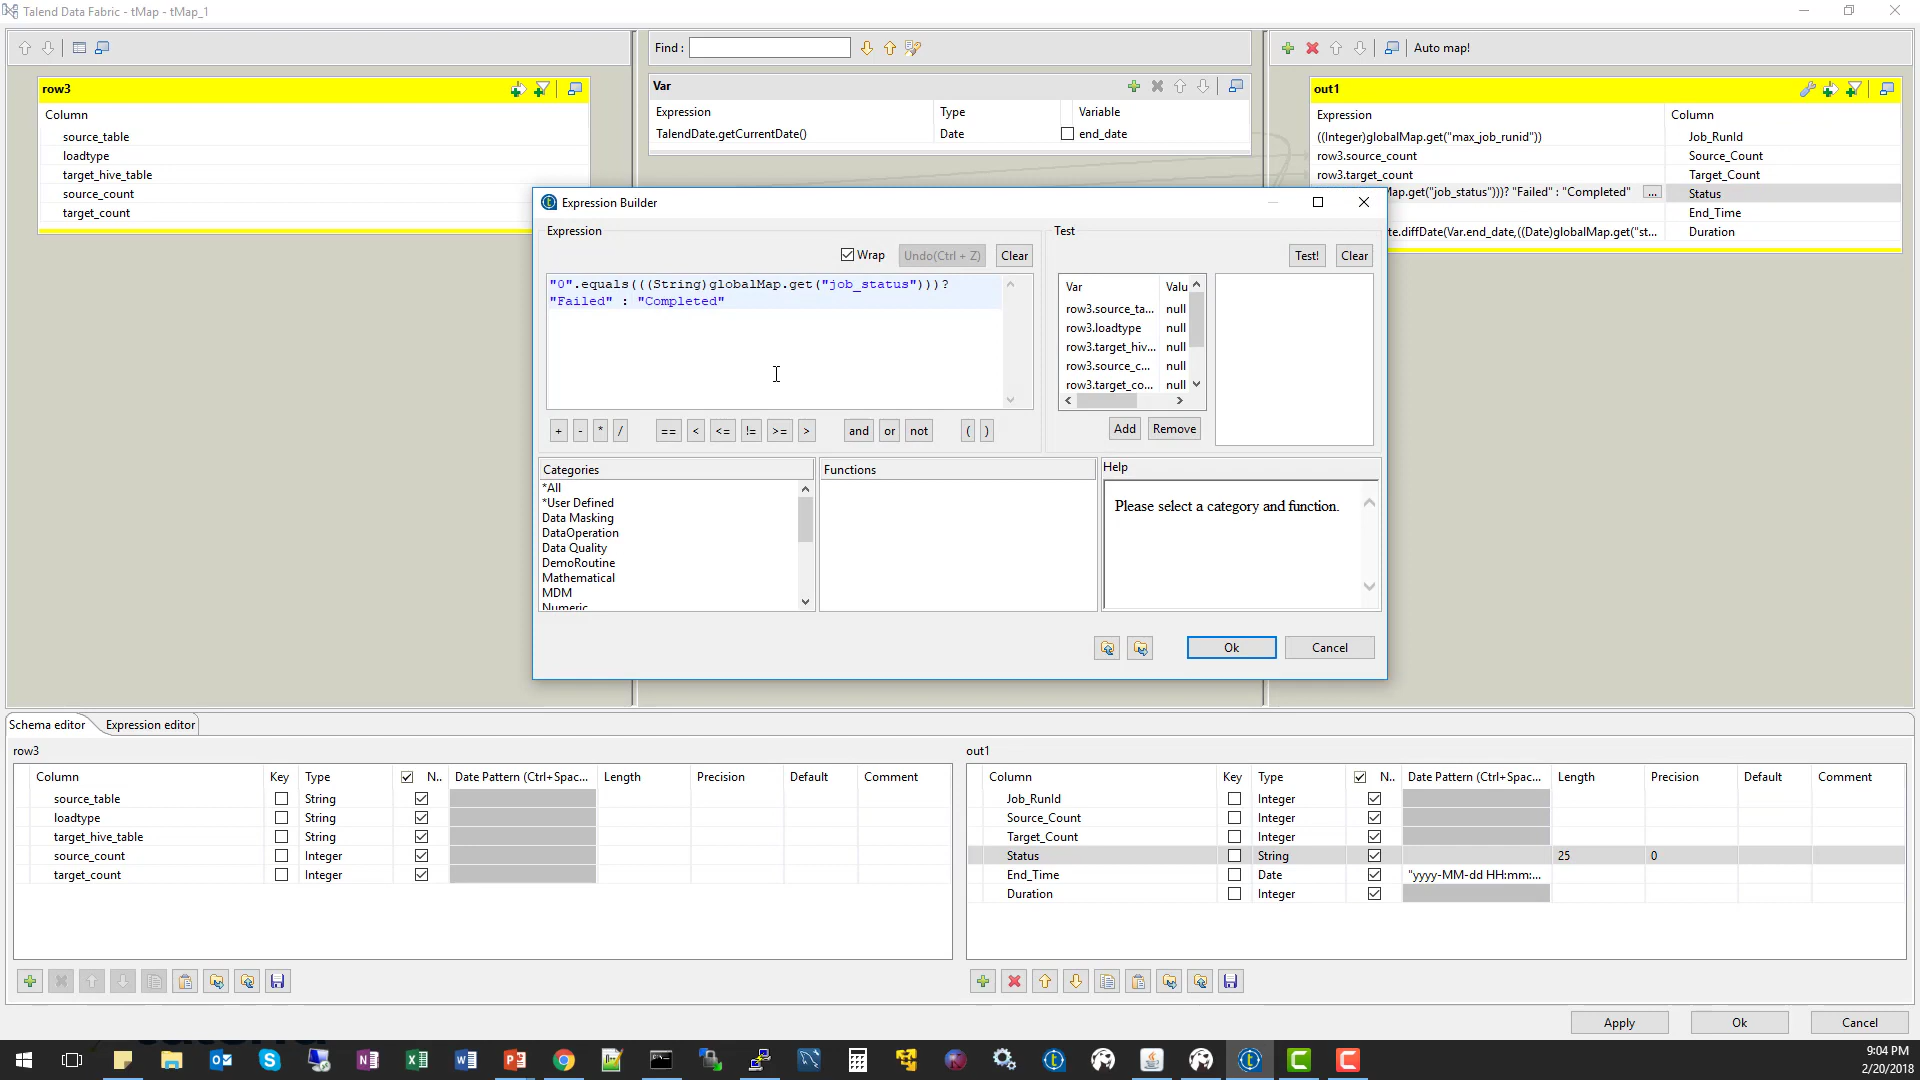 Talend Data Fabric - tMap - tMap_1
Find :
Auto map!
row3
Column
source_table
loadtype
target_hive_table
source_count
target_count
Var
Expression Type Variable
TalendDate.getCurrentDate() Date end_date
out1
Expression Column
((Integer)globalMap.get("max_job_runid")) Job_RunId
row3.source_count Source_Count
row3.target_count Target_Count
Map.get("job_status")))? "Failed" : "Completed" ... Status
End_Time
te.diffDate(Var.end_date,((Date)globalMap.get("st... Duration
Expression Builder
Expression
Wrap Undo(Ctrl + Z) Clear
"0".equals(((String)globalMap.get("job_status")))?
"Failed" : "Completed"
+ - * / == < <= != >= > and or not ( )
Test
Test! Clear
Var Valu
row3.source_ta... null
row3.loadtype null
row3.target_hiv... null
row3.source_c... null
row3.target_co... null
Add Remove
Categories
*All
*User Defined
Data Masking
DataOperation
Data Quality
DemoRoutine
Mathematical
MDM
Numeric
Functions
Help
Please select a category and function.
Ok Cancel
Schema editor Expression editor
row3
Column Key Type N.. Date Pattern (Ctrl+Spac... Length Precision Default Comment
source_table String
loadtype String
target_hive_table String
source_count Integer
target_count Integer
out1
Column Key Type N.. Date Pattern (Ctrl+Spac... Length Precision Default Comment
Job_RunId Integer
Source_Count Integer
Target_Count Integer
Status String 25 0
End_Time Date "yyyy-MM-dd HH:mm:...
Duration Integer
Apply Ok Cancel
9:04 PM
2/20/2018